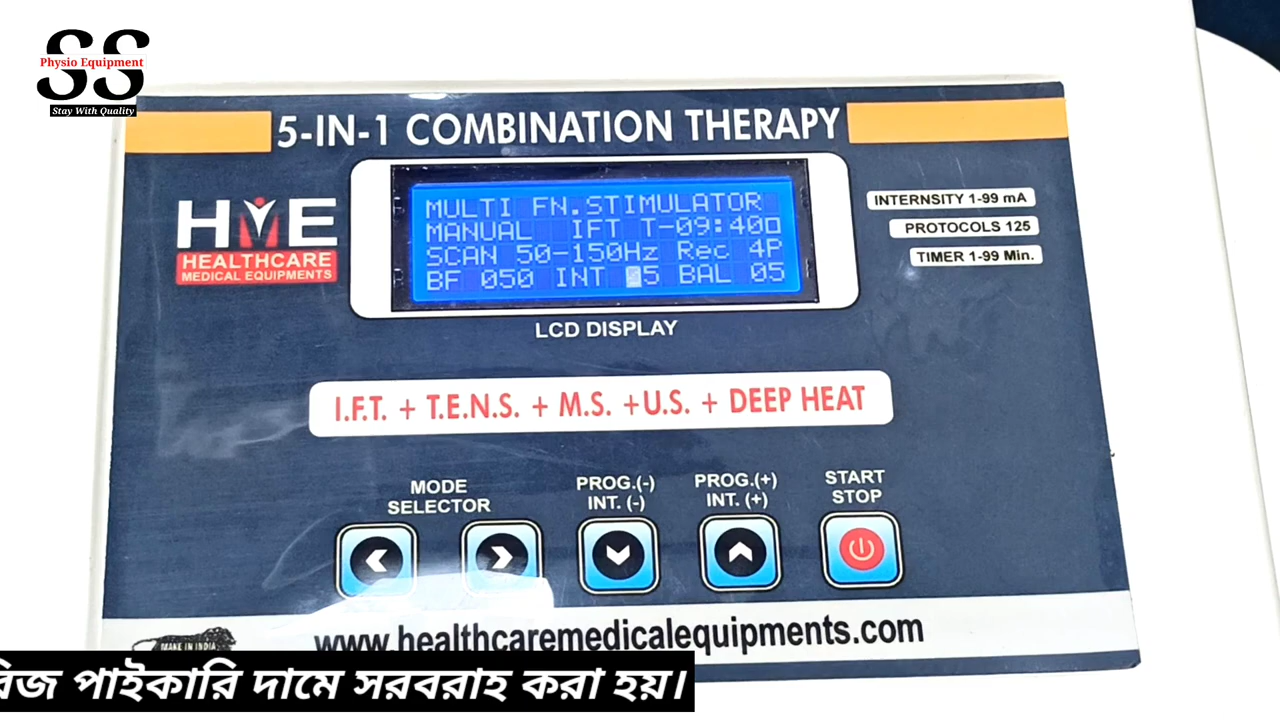 SS
Physio Equipment
Stay With Quality
5-IN-1 COMBINATION THERAPY
HME
HEALTHCARE
MEDICAL EQUIPMENTS
MULTI FN.STIMULATOR
MANUAL IFT T-09:40
SCAN 50-150Hz Rec 4P
BF 050 INT 05 BAL 05
INTERNSITY 1-99 mA
PROTOCOLS 125
TIMER 1-99 Min.
LCD DISPLAY
I.F.T. + T.E.N.S. + M.S. +U.S. + DEEP HEAT
MODE
SELECTOR
PROG.(-)
INT. (-)
PROG.(+)
INT. (+)
START
STOP
MAKE IN INDIA
www.healthcaremedicalequipments.com
পাইকারি দামে সরবরাহ করা হয়।